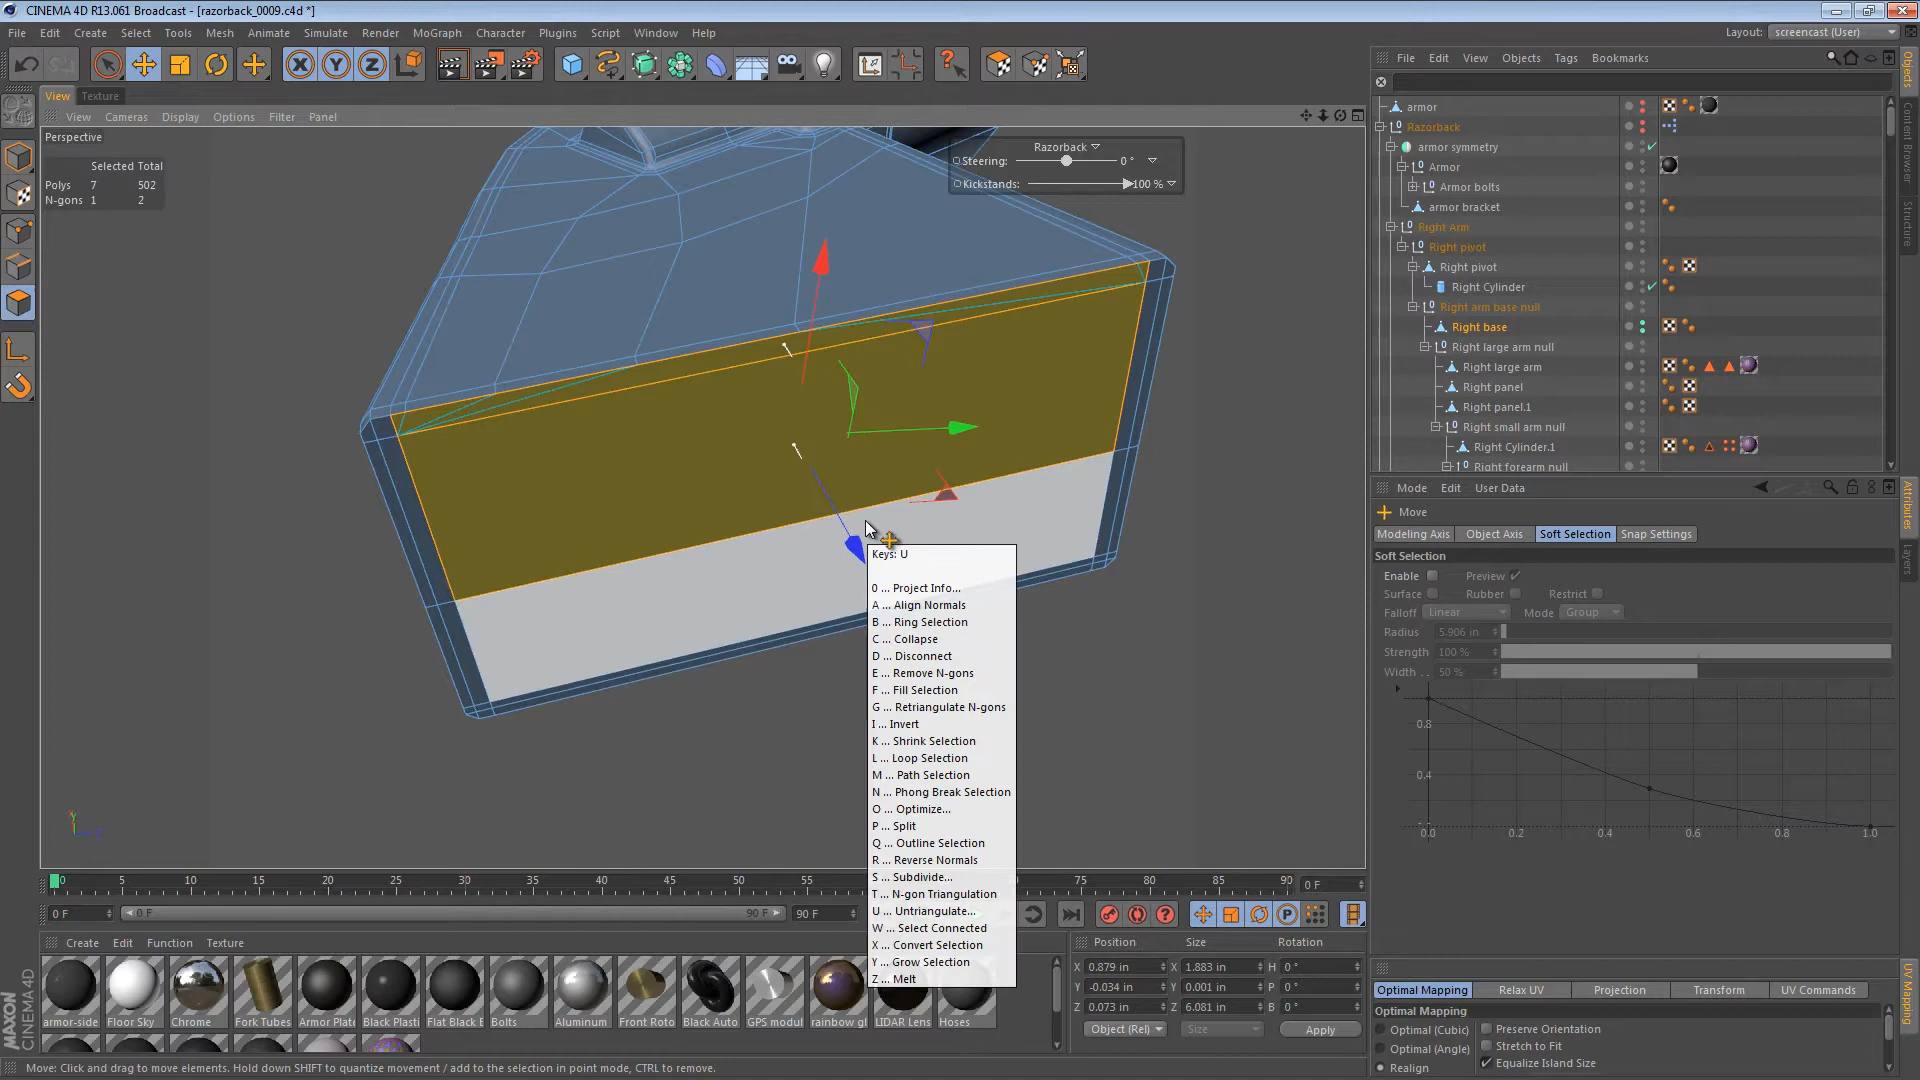 CINEMA 4D R13.061 Broadcast - [razorback_0009.c4d *]
File Edit Create Select Tools Mesh Animate Simulate Render MoGraph Character Plugins Script Window Help
Layout: screencast (User)
View Texture
View Cameras Display Options Filter Panel
Perspective
Selected Total
Polys 7 502
N-gons 1 2
Razorback
Steering: 0 °
Kickstands: 100 %
Keys: U
0 ... Project Info...
A ... Align Normals
B ... Ring Selection
C ... Collapse
D ... Disconnect
E ... Remove N-gons
F ... Fill Selection
G ... Retriangulate N-gons
I ... Invert
K ... Shrink Selection
L ... Loop Selection
M ... Path Selection
N ... Phong Break Selection
O ... Optimize...
P ... Split
Q ... Outline Selection
R ... Reverse Normals
S ... Subdivide...
T ... N-gon Triangulation
U ... Untriangulate...
W ... Select Connected
X ... Convert Selection
Y ... Grow Selection
Z ... Melt
Y
File Edit View Objects Tags Bookmarks
armor
Razorback
armor symmetry
Armor
Armor bolts
armor bracket
Right Arm
Right pivot
Right pivot
Right Cylinder
Right arm base null
Right base
Right large arm null
Right large arm
Right panel
Right panel.1
Right small arm null
Right Cylinder.1
Right forearm null
Objects
Content Browser
Structure
Mode Edit User Data
Move
Modeling Axis Object Axis Soft Selection Snap Settings
Soft Selection
Enable Preview
Surface Rubber Restrict
Falloff Linear Mode Group
Radius 5.906 in
Strength 100 %
Width . . 50 %
0.8
0.4
0.0 0.2 0.4 0.6 0.8 1.0
Attributes
Layers
0 5 10 15 20 25 30 35 40 45 50 55 75 80 85 90 0 F
0 F 0 F 90 F 90 F
Create Edit Function Texture
armor-side
Floor Sky
Chrome
Fork Tubes
Armor Plate
Black Plasti
Flat Black E
Bolts
Aluminum
Front Roto
Black Auto
GPS modul
rainbow gl
LIDAR Lens
Hoses
MAXON
CINEMA 4D
Position Size Rotation
X 0.879 in X 1.883 in H 0 °
Y -0.034 in Y 0.001 in P 0 °
Z 0.073 in Z 6.081 in B 0 °
Object (Rel) Size Apply
Optimal Mapping Relax UV Projection Transform UV Commands
Optimal Mapping
Optimal (Cubic) Preserve Orientation
Optimal (Angle) Stretch to Fit
Realign Equalize Island Size
UV Mapping
Move: Click and drag to move elements. Hold down SHIFT to quantize movement / add to the selection in point mode, CTRL to remove.